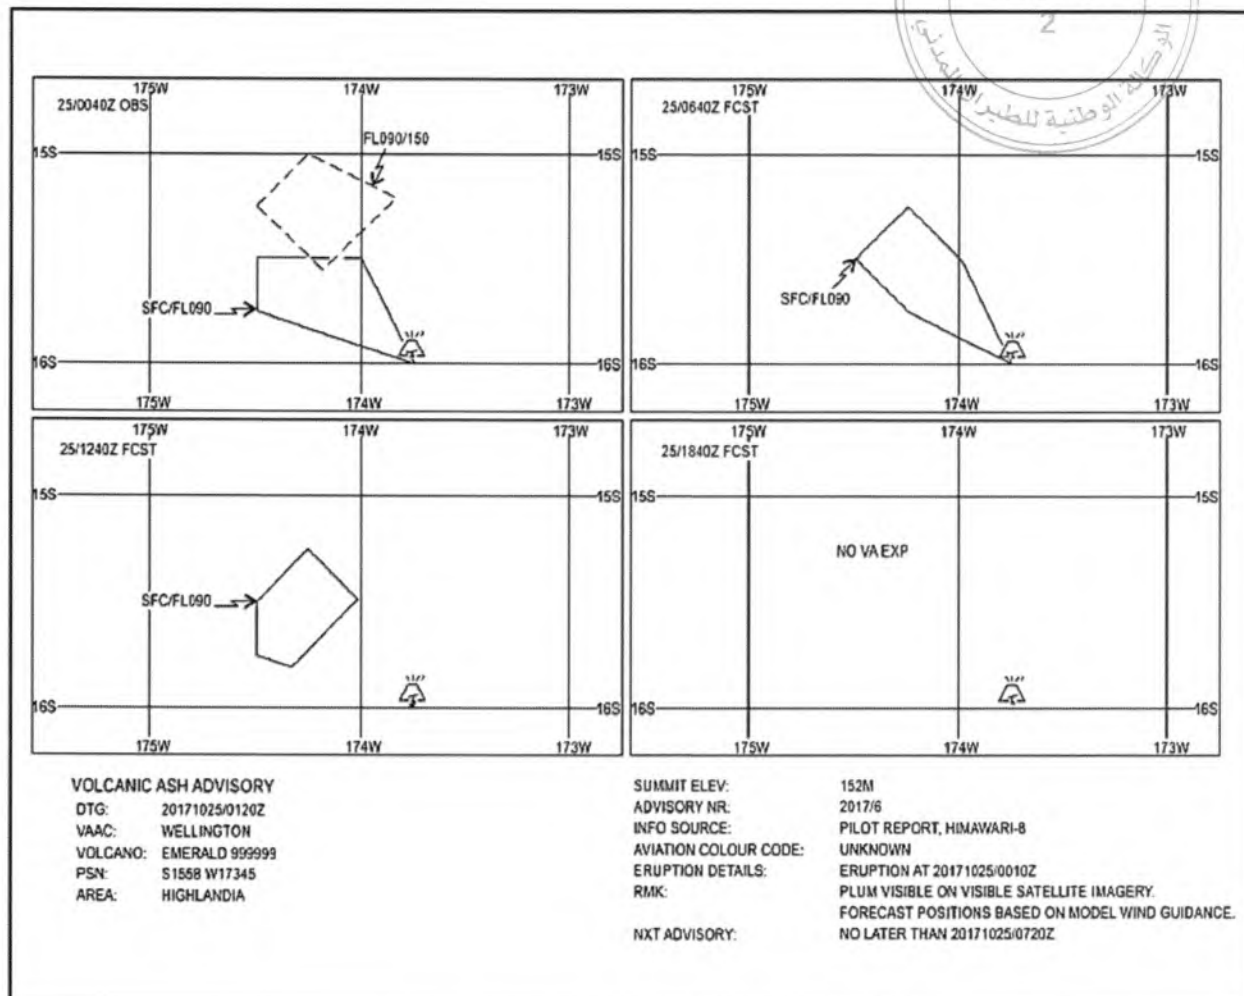 2
الوكالة الوطنية للطيران المدني
175W 174W 173W
25/0040Z OBS
FL090/150
15S 15S
SFC/FL090
16S 16S
175W 174W 173W
175W 174W 173W
25/0640Z FCST
15S 15S
SFC/FL090
16S 16S
175W 174W 173W
175W 174W 173W
25/1240Z FCST
15S 15S
SFC/FL090
16S 16S
175W 174W 173W
175W 174W 173W
25/1840Z FCST
15S 15S
NO VA EXP
16S 16S
175W 174W 173W
VOLCANIC ASH ADVISORY
DTG: 20171025/0120Z
VAAC: WELLINGTON
VOLCANO: EMERALD 999999
PSN: S1558 W17345
AREA: HIGHLANDIA
SUMMIT ELEV: 152M
ADVISORY NR: 2017/6
INFO SOURCE: PILOT REPORT, HIMAWARI-8
AVIATION COLOUR CODE: UNKNOWN
ERUPTION DETAILS: ERUPTION AT 20171025/0010Z
RMK: PLUM VISIBLE ON VISIBLE SATELLITE IMAGERY.
FORECAST POSITIONS BASED ON MODEL WIND GUIDANCE.
NXT ADVISORY: NO LATER THAN 20171025/0720Z